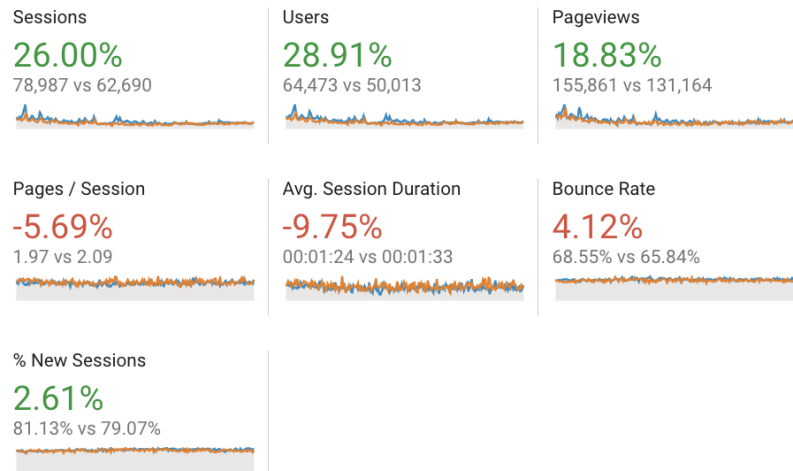 Sessions
26.00%
78,987 vs 62,690
Users
28.91%
64,473 vs 50,013
Pageviews
18.83%
155,861 vs 131,164
Pages / Session
-5.69%
1.97 vs 2.09
Avg. Session Duration
-9.75%
00:01:24 vs 00:01:33
Bounce Rate
4.12%
68.55% vs 65.84%
% New Sessions
2.61%
81.13% vs 79.07%